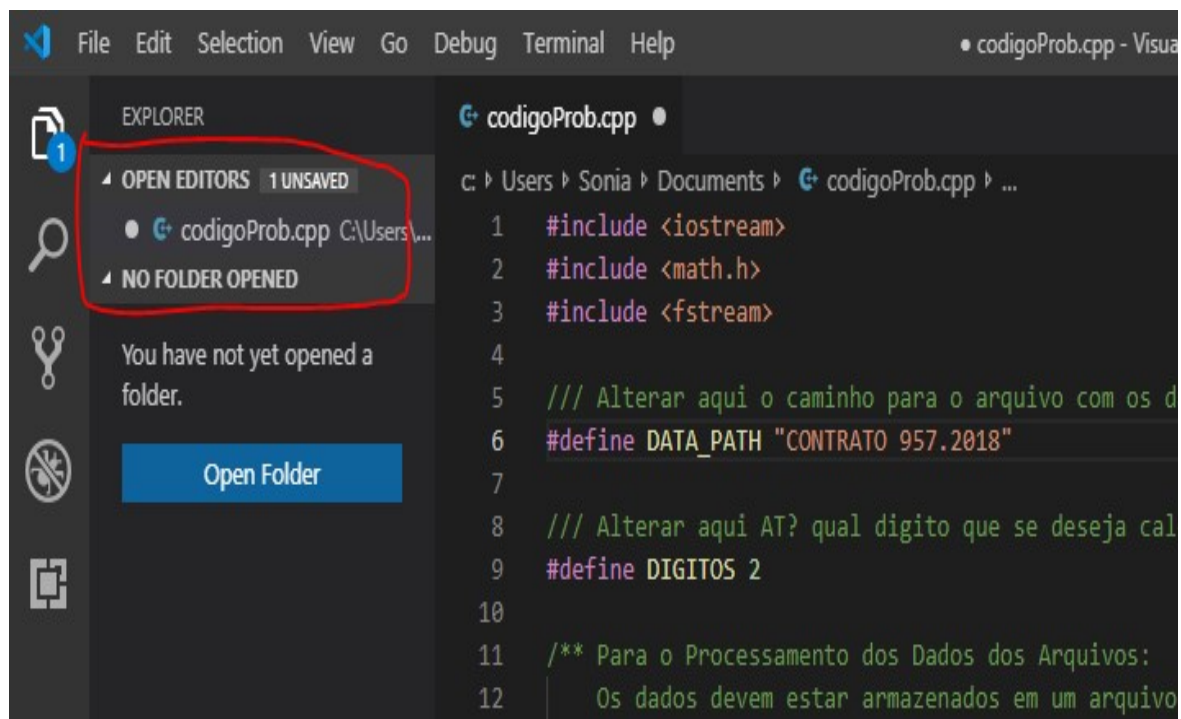 File Edit Selection View Go Debug Terminal Help
● codigoProb.cpp - Visua
EXPLORER
OPEN EDITORS 1 UNSAVED
● codigoProb.cpp C:\Users\...
NO FOLDER OPENED
You have not yet opened a
folder.
Open Folder
1
codigoProb.cpp ●
c: Users Sonia Documents codigoProb.cpp ...
1 #include <iostream>
2 #include <math.h>
3 #include <fstream>
4
5 /// Alterar aqui o caminho para o arquivo com os d
6 #define DATA_PATH "CONTRATO 957.2018"
7
8 /// Alterar aqui AT? qual digito que se deseja cal
9 #define DIGITOS 2
10
11 /** Para o Processamento dos Dados dos Arquivos:
12 Os dados devem estar armazenados em um arquivo